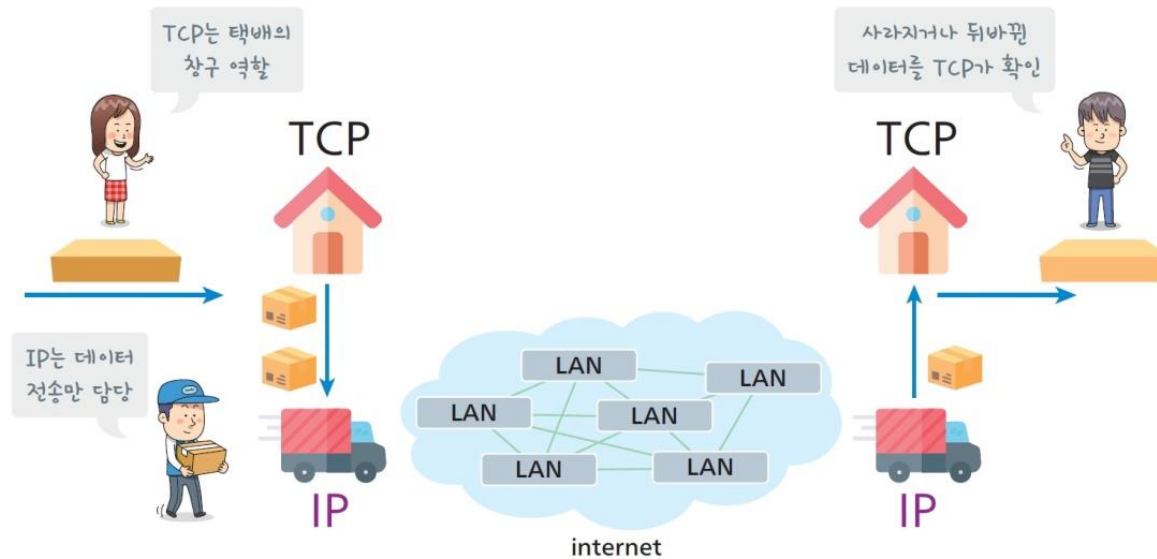 TCP는 택배의
창구 역할
사라지거나 뒤바뀐
데이터를 TCP가 확인
TCP
TCP
IP는 데이터
전송만 담당
LAN
LAN
LAN
LAN
LAN
LAN
IP
IP
internet